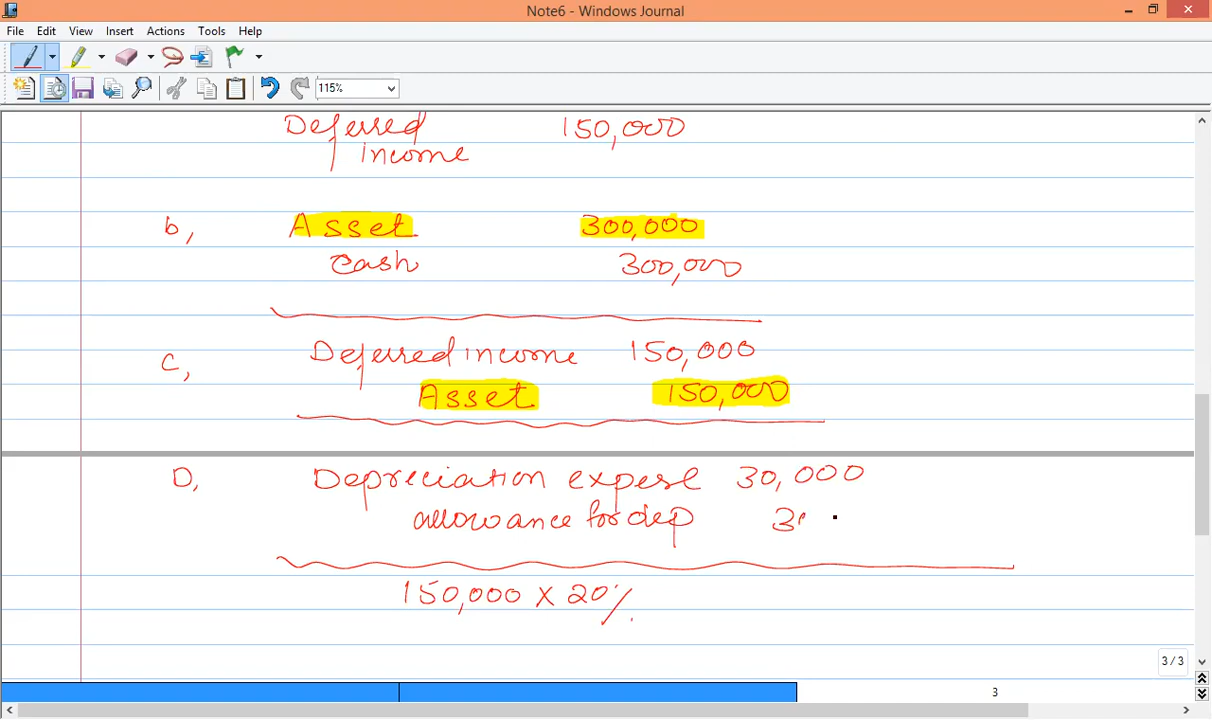 Note6 - Windows Journal
File Edit View Insert Actions Tools Help
115%
Deferred 150,000
income
b, Asset 300,000
Cash 300,000
C, Deferred income 150,000
Asset 150,000
D, Depreciation expese 30,000
allowance for dep 3
150,000 X 20%
3 / 3
3